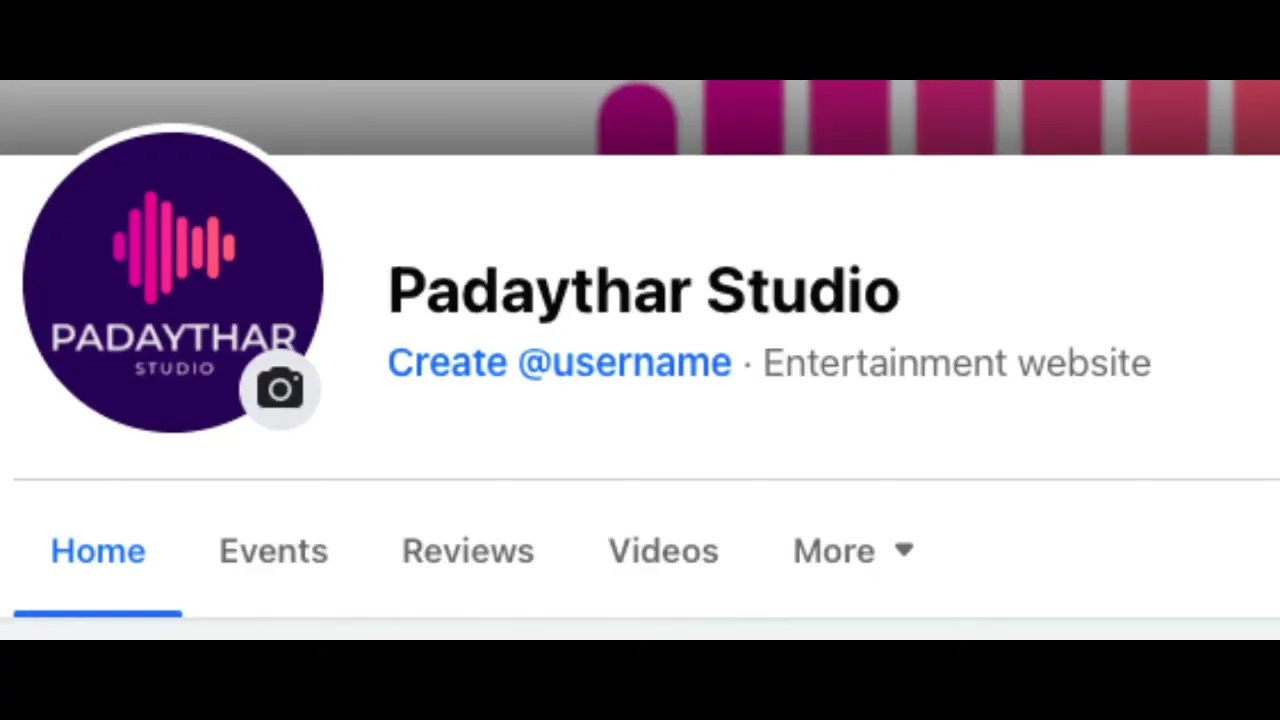 PADAYTHAR
STUDIO
Padaythar Studio
Create @username · Entertainment website
Home Events Reviews Videos More